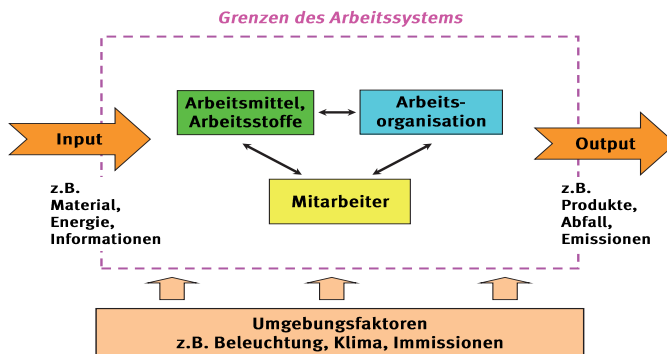 Grenzen des Arbeitssystems
Arbeitsmittel,
Arbeitsstoffe
Arbeits-
organisation
Input
Output
z.B.
Material,
Energie,
Informationen
Mitarbeiter
z.B.
Produkte,
Abfall,
Emissionen
Umgebungsfaktoren
z.B. Beleuchtung, Klima, Immissionen